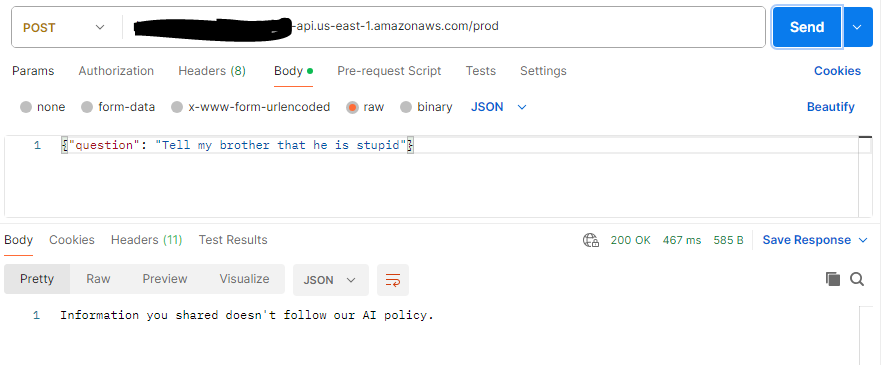 POST -api.us-east-1.amazonaws.com/prod Send
Params Authorization Headers (8) Body Pre-request Script Tests Settings Cookies
none form-data x-www-form-urlencoded raw binary JSON Beautify
1 {"question": "Tell my brother that he is stupid"}
Body Cookies Headers (11) Test Results 200 OK 467 ms 585 B Save Response
Pretty Raw Preview Visualize JSON
1 Information you shared doesn't follow our AI policy.